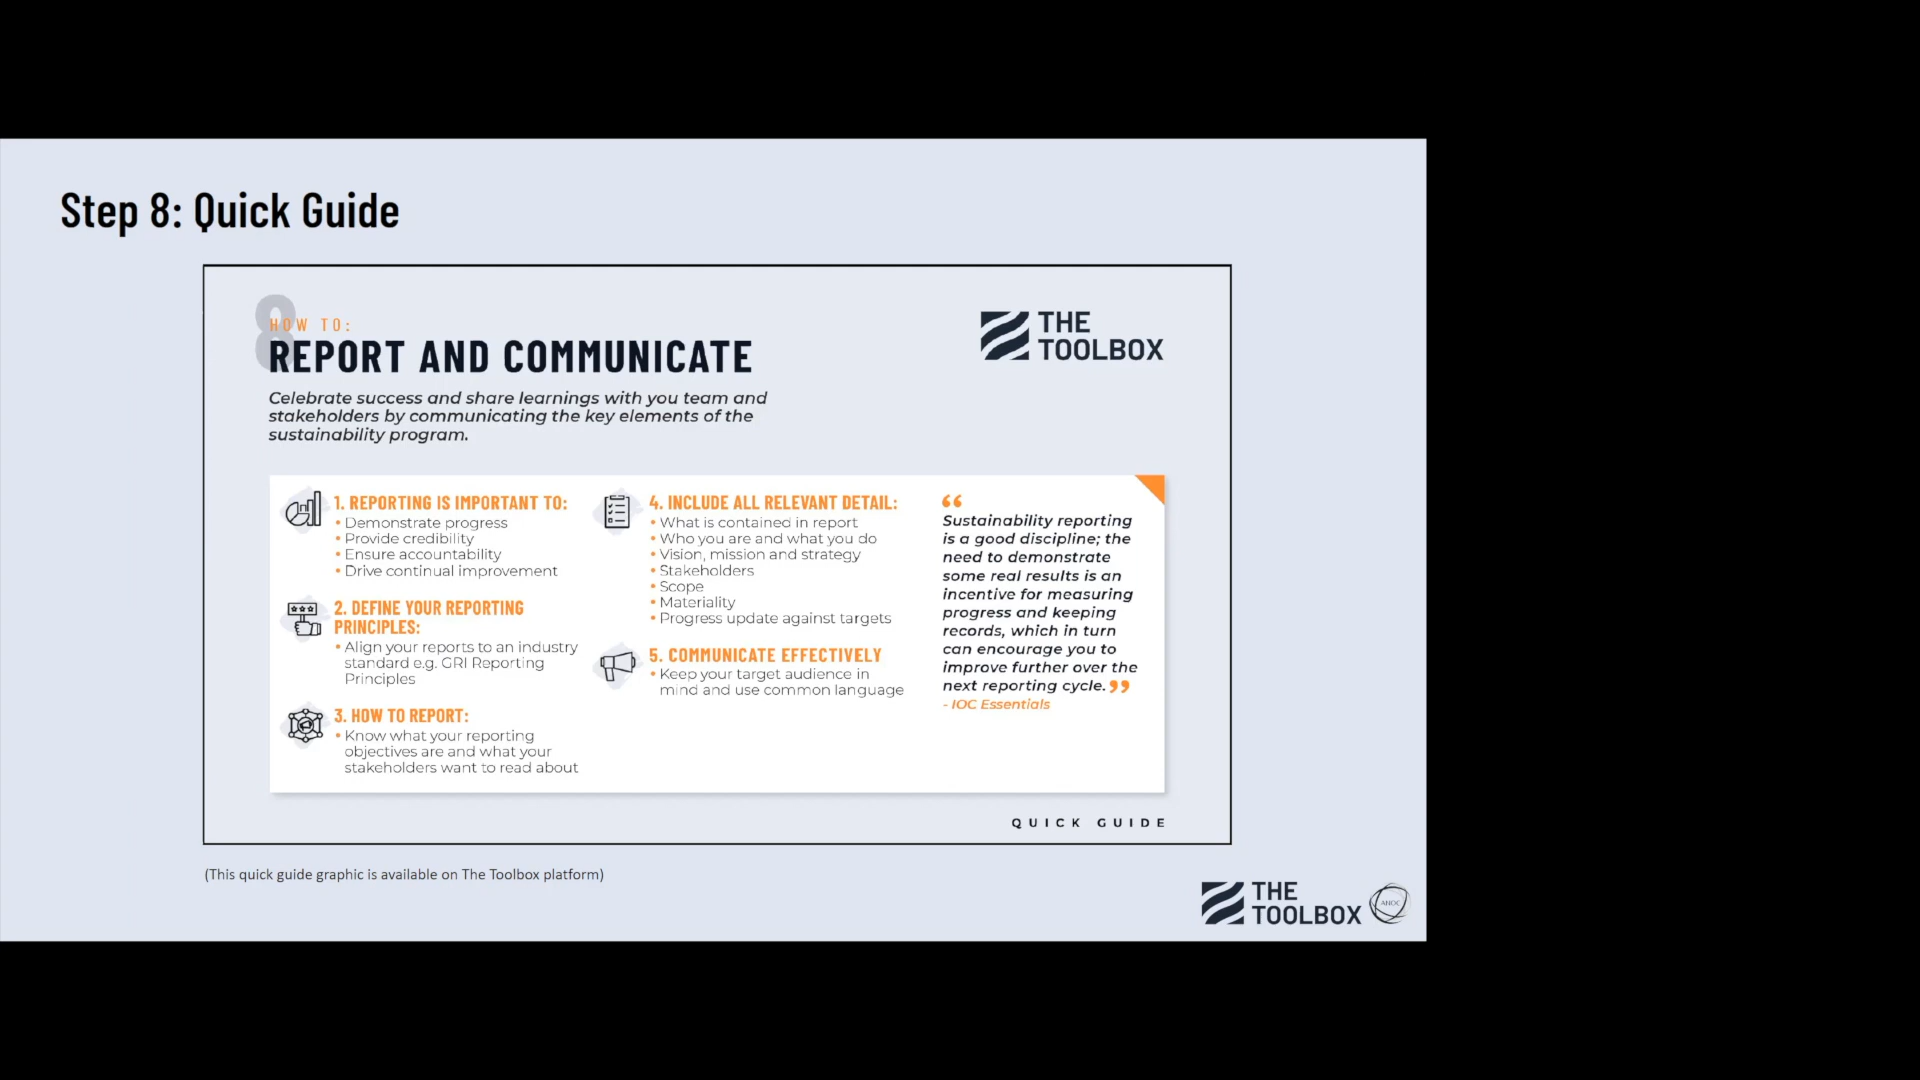 Step 8: Quick Guide
8
HOW TO:
REPORT AND COMMUNICATE
THE
TOOLBOX
Celebrate success and share learnings with you team and
stakeholders by communicating the key elements of the
sustainability program.
1. REPORTING IS IMPORTANT TO:
• Demonstrate progress
• Provide credibility
• Ensure accountability
• Drive continual improvement
2. DEFINE YOUR REPORTING
PRINCIPLES:
• Align your reports to an industry
standard e.g. GRI Reporting
Principles
3. HOW TO REPORT:
• Know what your reporting
objectives are and what your
stakeholders want to read about
4. INCLUDE ALL RELEVANT DETAIL:
• What is contained in report
• Who you are and what you do
• Vision, mission and strategy
• Stakeholders
• Scope
• Materiality
• Progress update against targets
5. COMMUNICATE EFFECTIVELY
• Keep your target audience in
mind and use common language
“
Sustainability reporting
is a good discipline; the
need to demonstrate
some real results is an
incentive for measuring
progress and keeping
records, which in turn
can encourage you to
improve further over the
next reporting cycle.”
- IOC Essentials
QUICK GUIDE
(This quick guide graphic is available on The Toolbox platform)
THE
TOOLBOX
ANOC